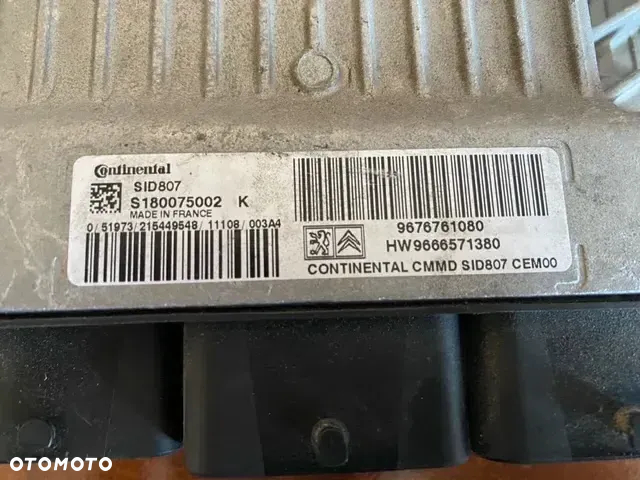 Continental
SID807
S180075002 K
MADE IN FRANCE
0/51973/215449548/11108/003A4
9676761080
HW9666571380
CONTINENTAL CMMD SID807 CEM00
OTOMOTO